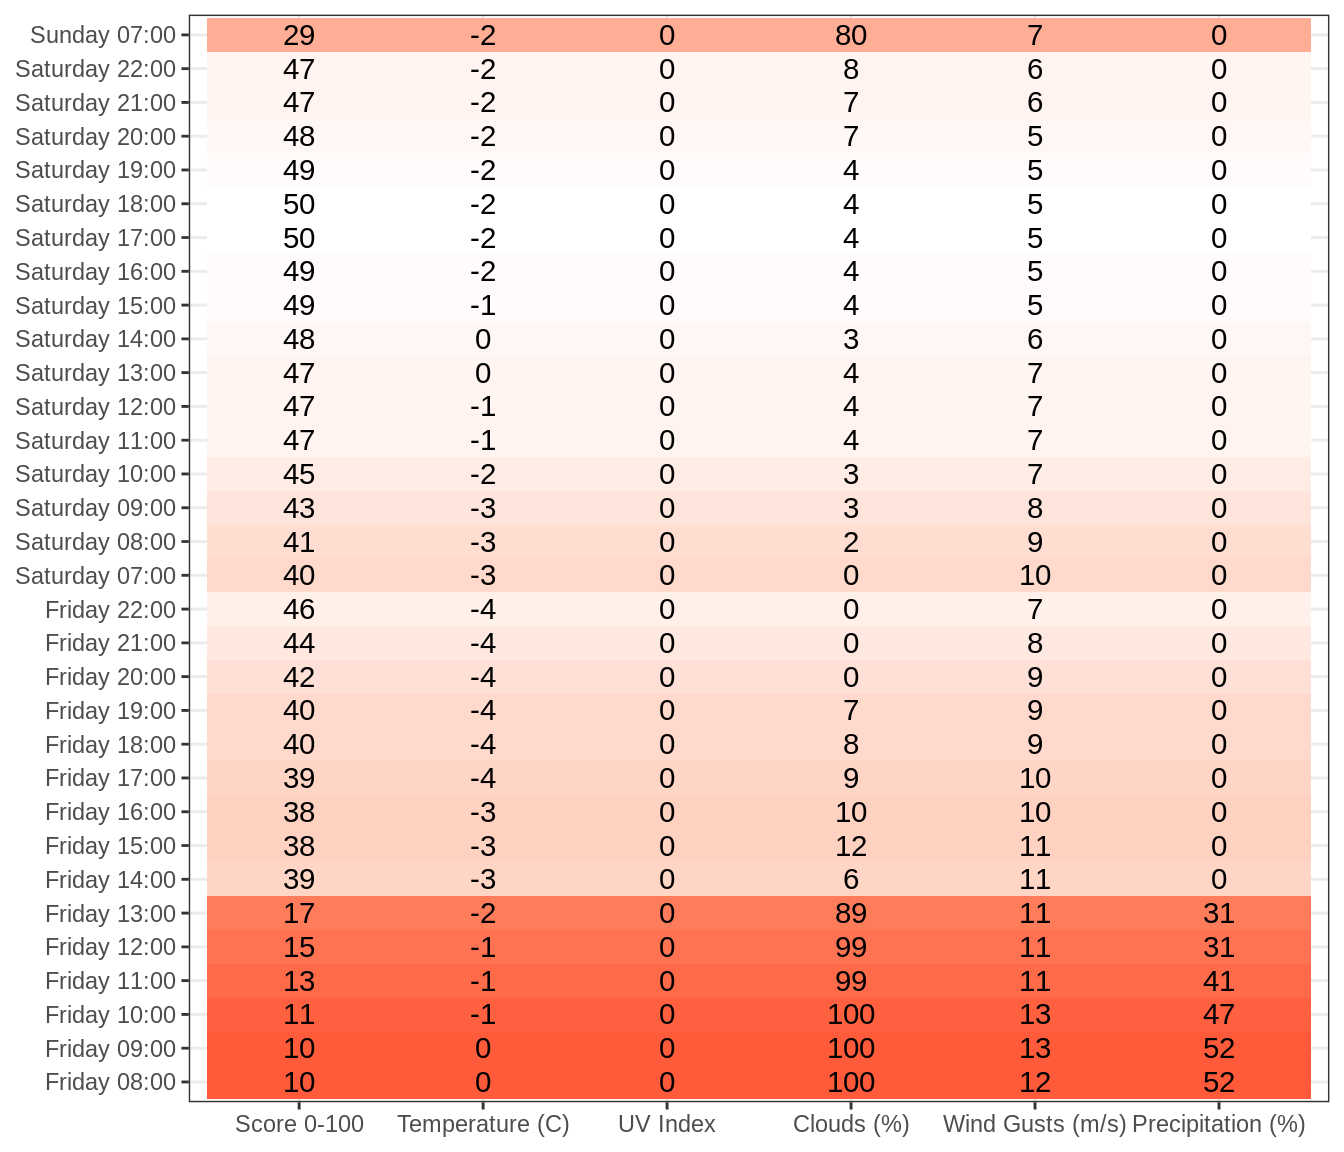 Sunday 07:00 29 -2 0 80 7 0
Saturday 22:00 47 -2 0 8 6 0
Saturday 21:00 47 -2 0 7 6 0
Saturday 20:00 48 -2 0 7 5 0
Saturday 19:00 49 -2 0 4 5 0
Saturday 18:00 50 -2 0 4 5 0
Saturday 17:00 50 -2 0 4 5 0
Saturday 16:00 49 -2 0 4 5 0
Saturday 15:00 49 -1 0 4 5 0
Saturday 14:00 48 0 0 3 6 0
Saturday 13:00 47 0 0 4 7 0
Saturday 12:00 47 -1 0 4 7 0
Saturday 11:00 47 -1 0 4 7 0
Saturday 10:00 45 -2 0 3 7 0
Saturday 09:00 43 -3 0 3 8 0
Saturday 08:00 41 -3 0 2 9 0
Saturday 07:00 40 -3 0 0 10 0
Friday 22:00 46 -4 0 0 7 0
Friday 21:00 44 -4 0 0 8 0
Friday 20:00 42 -4 0 0 9 0
Friday 19:00 40 -4 0 7 9 0
Friday 18:00 40 -4 0 8 9 0
Friday 17:00 39 -4 0 9 10 0
Friday 16:00 38 -3 0 10 10 0
Friday 15:00 38 -3 0 12 11 0
Friday 14:00 39 -3 0 6 11 0
Friday 13:00 17 -2 0 89 11 31
Friday 12:00 15 -1 0 99 11 31
Friday 11:00 13 -1 0 99 11 41
Friday 10:00 11 -1 0 100 13 47
Friday 09:00 10 0 0 100 13 52
Friday 08:00 10 0 0 100 12 52
Score 0-100 Temperature (C) UV Index Clouds (%) Wind Gusts (m/s) Precipitation (%)